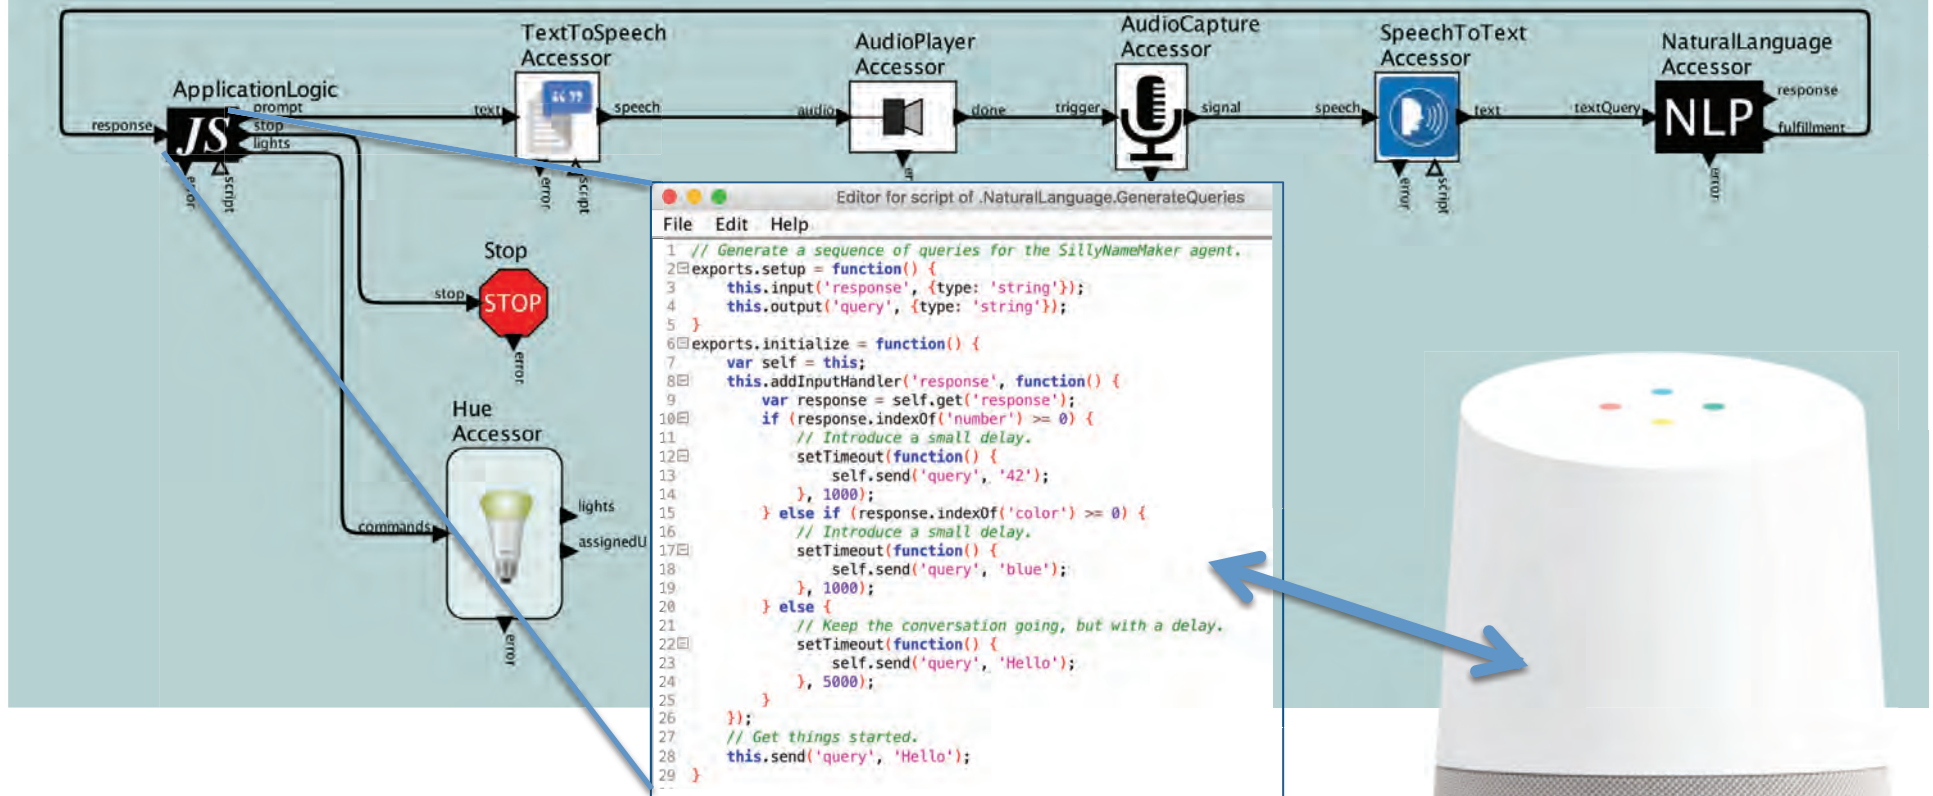 TextToSpeech
Accessor
AudioPlayer
Accessor
AudioCapture
Accessor
SpeechToText
Accessor
NaturalLanguage
Accessor
ApplicationLogic
response
JS
prompt
stop
lights
error
script
text
speech
error
script
audio
done
er
trigger
signal
speech
text
error
script
textQuery
NLP
response
fulfillment
error
Stop
stop
STOP
error
Hue
Accessor
commands
lights
assignedU
error
Editor for script of .NaturalLanguage.GenerateQueries
File Edit Help
1 // Generate a sequence of queries for the SillyNameMaker agent.
2 exports.setup = function() {
3     this.input('response', {type: 'string'});
4     this.output('query', {type: 'string'});
5 }
6 exports.initialize = function() {
7     var self = this;
8     this.addInputHandler('response', function() {
9         var response = self.get('response');
10         if (response.indexOf('number') >= 0) {
11             // Introduce a small delay.
12             setTimeout(function() {
13                 self.send('query', '42');
14             }, 1000);
15         } else if (response.indexOf('color') >= 0) {
16             // Introduce a small delay.
17             setTimeout(function() {
18                 self.send('query', 'blue');
19             }, 1000);
20         } else {
21             // Keep the conversation going, but with a delay.
22             setTimeout(function() {
23                 self.send('query', 'Hello');
24             }, 5000);
25         }
26     });
27     // Get things started.
28     this.send('query', 'Hello');
29 }